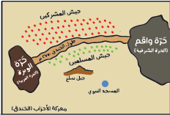 جيش المشركين
حَرَّة واقم
(الحرة الشرقية)
حَرَّة
الوبرة
جيش المسلمين
جبل سلع
المسجد النبوي
معركة الأحزاب (الخندق)